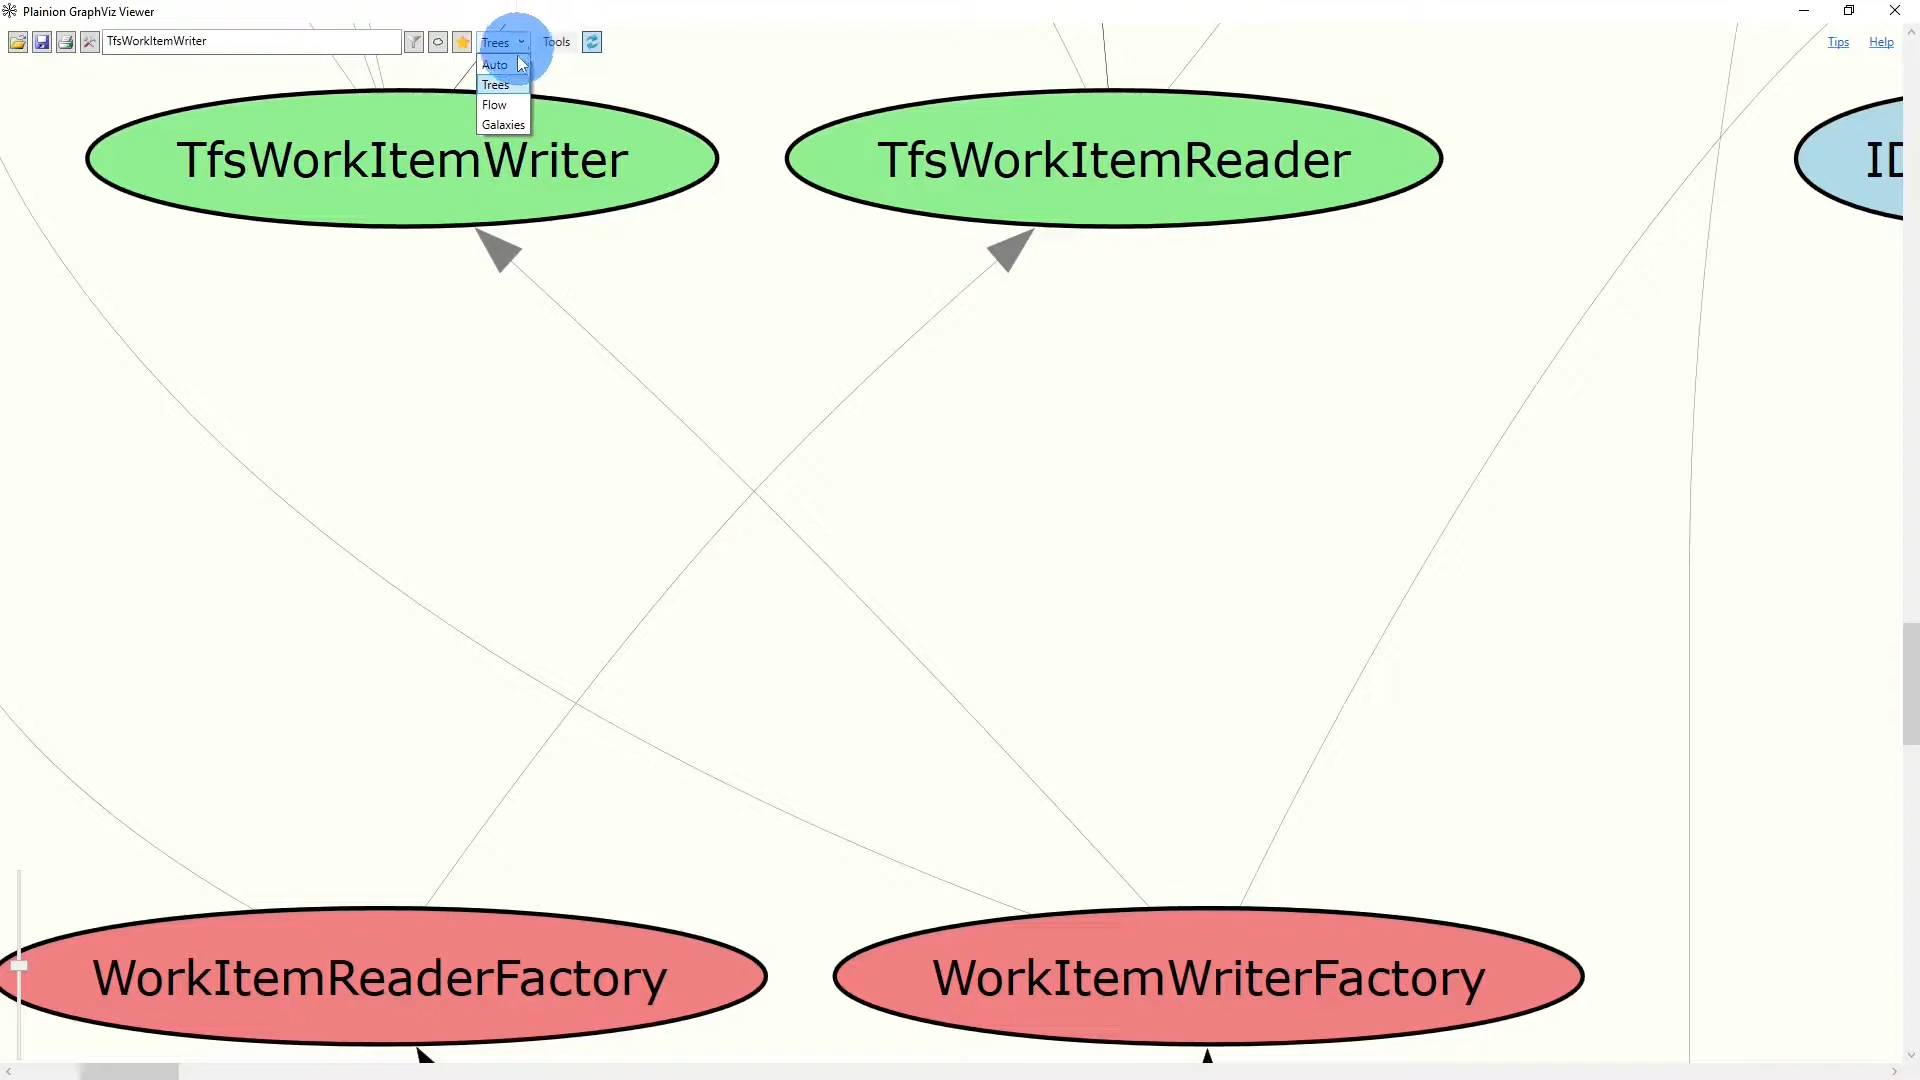 Plainion GraphViz Viewer
TfsWorkItemWriter
Trees
Tools
Tips
Help
Auto
Trees
Flow
Galaxies
TfsWorkItemWriter
TfsWorkItemReader
WorkItemReaderFactory
WorkItemWriterFactory